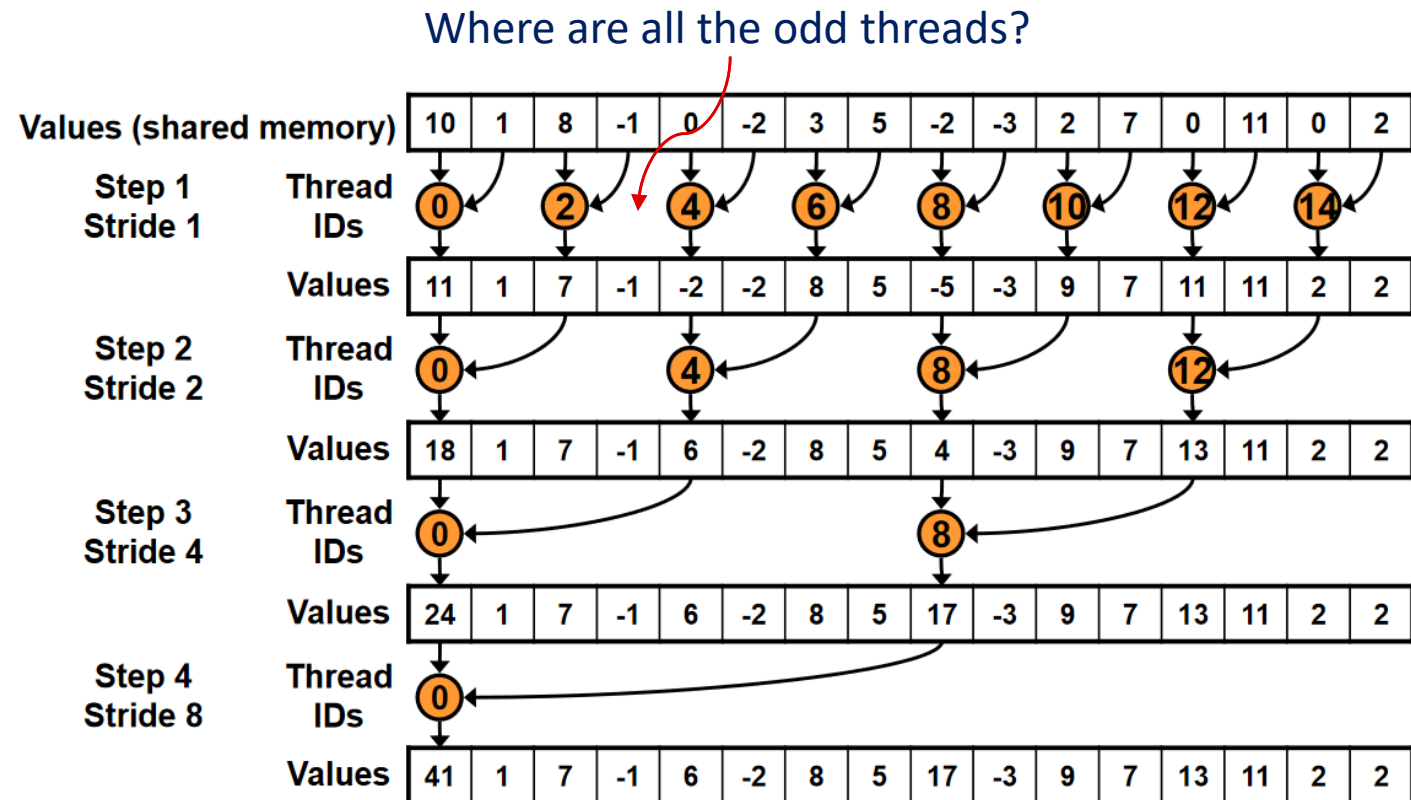 Where are all the odd threads?
Values (shared memory) 10 1 8 -1 0 -2 3 5 -2 -3 2 7 0 11 0 2
Step 1 Thread
Stride 1 IDs
0 2 4 6 8 10 12 14
Values 11 1 7 -1 -2 -2 8 5 -5 -3 9 7 11 11 2 2
Step 2 Thread
Stride 2 IDs
0 4 8 12
Values 18 1 7 -1 6 -2 8 5 4 -3 9 7 13 11 2 2
Step 3 Thread
Stride 4 IDs
0 8
Values 24 1 7 -1 6 -2 8 5 17 -3 9 7 13 11 2 2
Step 4 Thread
Stride 8 IDs
0
Values 41 1 7 -1 6 -2 8 5 17 -3 9 7 13 11 2 2